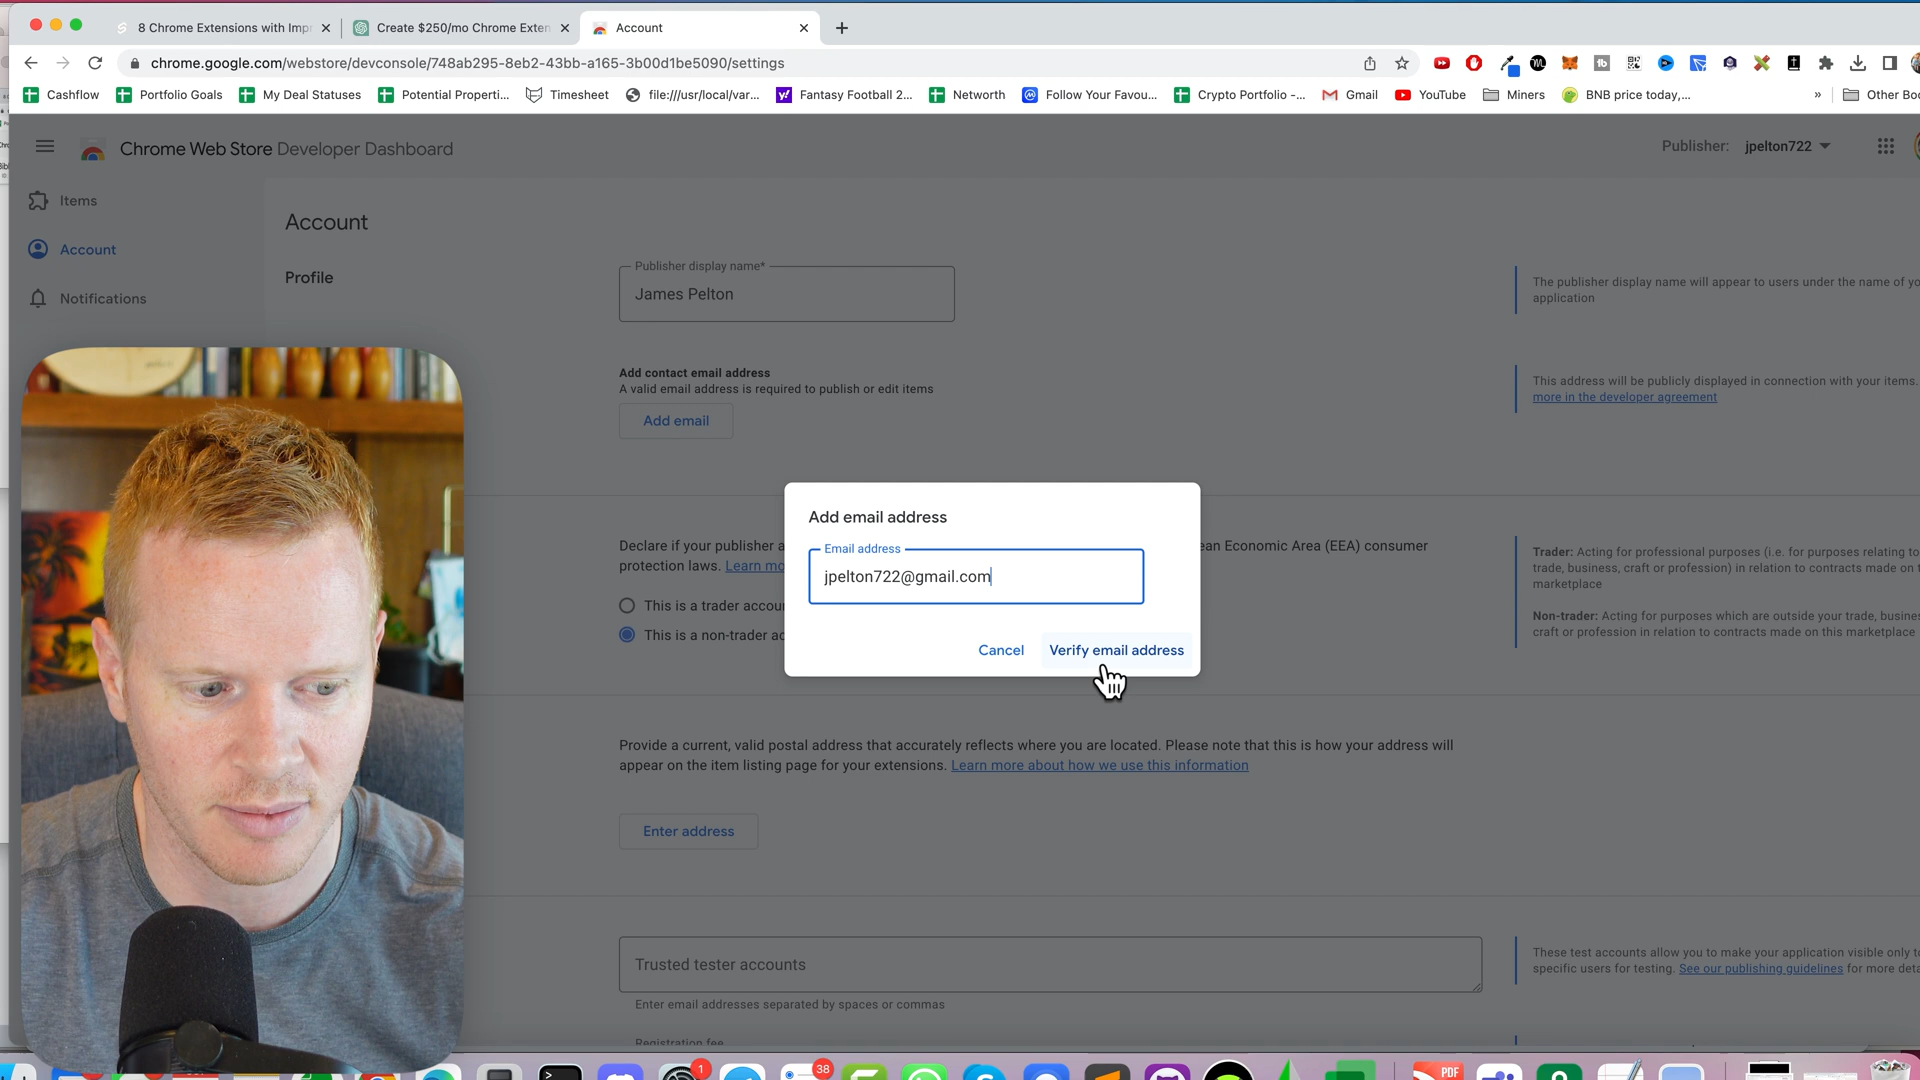 8 Chrome Extensions with Impr
Create $250/mo Chrome Exten
Account
chrome.google.com/webstore/devconsole/748ab295-8eb2-43bb-a165-3b00d1be5090/settings
Cashflow
Portfolio Goals
My Deal Statuses
Potential Properti...
Timesheet
file:///usr/local/var...
Fantasy Football 2...
Networth
Follow Your Favou...
Crypto Portfolio -...
Gmail
YouTube
Miners
BNB price today,...
»
Other Boo
Chrome Web Store Developer Dashboard
Publisher: jpelton722
Items
Account
Notifications
Account
Profile
Publisher display name*
James Pelton
The publisher display name will appear to users under the name of yo
application
Add contact email address
A valid email address is required to publish or edit items
Add email
This address will be publicly displayed in connection with your items.
more in the developer agreement
Add email address
Email address
jpelton722@gmail.com
Cancel
Verify email address
Declare if your publisher a
ean Economic Area (EEA) consumer
protection laws. Learn mo
This is a trader accou
This is a non-trader ac
Trader: Acting for professional purposes (i.e. for purposes relating to
trade, business, craft or profession) in relation to contracts made on t
marketplace
Non-trader: Acting for purposes which are outside your trade, busines
craft or profession in relation to contracts made on this marketplace
Provide a current, valid postal address that accurately reflects where you are located. Please note that this is how your address will
appear on the item listing page for your extensions. Learn more about how we use this information
Enter address
Trusted tester accounts
Enter email addresses separated by spaces or commas
These test accounts allow you to make your application visible only to
specific users for testing. See our publishing guidelines for more deta
Registration fee
1
38
PDF